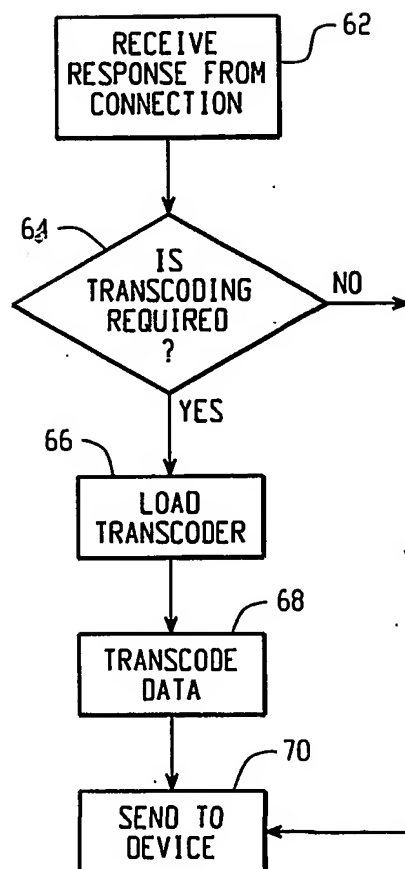 62
RECEIVE
RESPONSE FROM
CONNECTION
64
IS
TRANSCODING
REQUIRED
?
NO
YES
66
LOAD
TRANSCODER
68
TRANSCODE
DATA
70
SEND TO
DEVICE